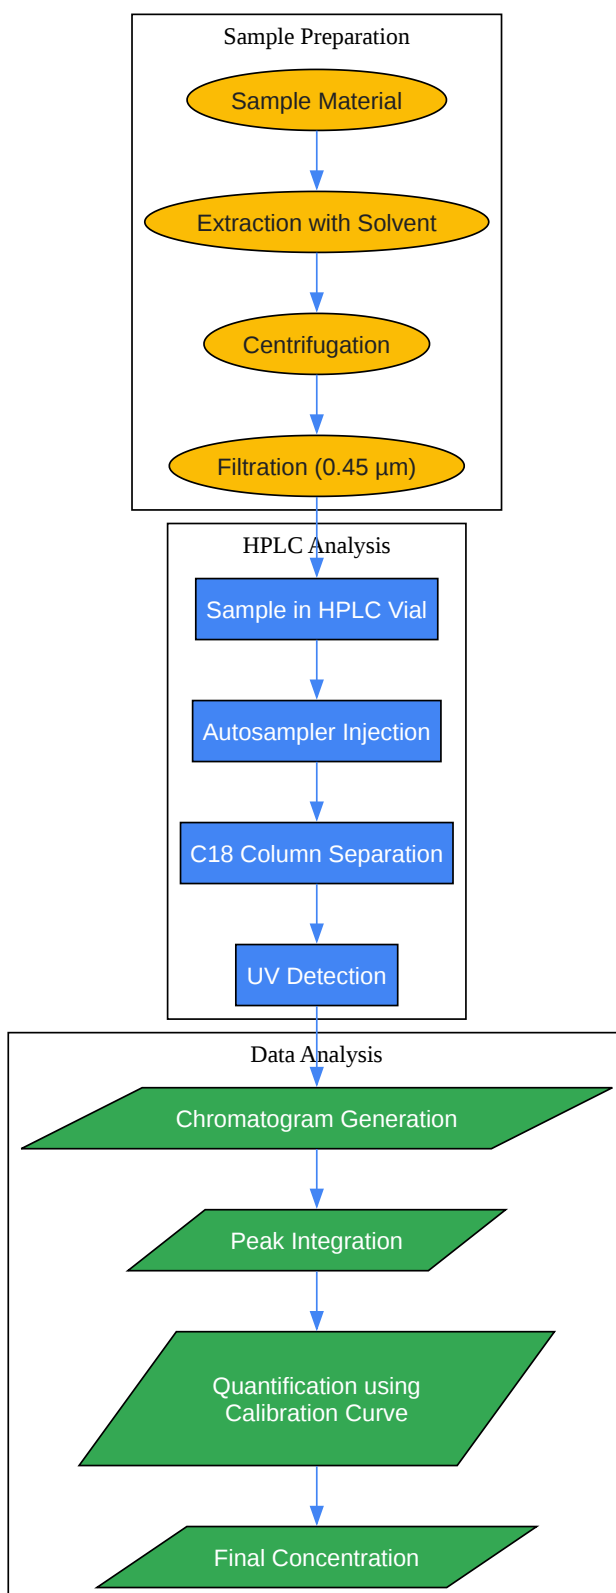 Sample Preparation
Sample Material
Extraction with Solvent
Centrifugation
Filtration (0.45 µm)
HPLC Analysis
Sample in HPLC Vial
Autosampler Injection
C18 Column Separation
UV Detection
Data Analysis
Chromatogram Generation
Peak Integration
Quantification using
Calibration Curve
Final Concentration